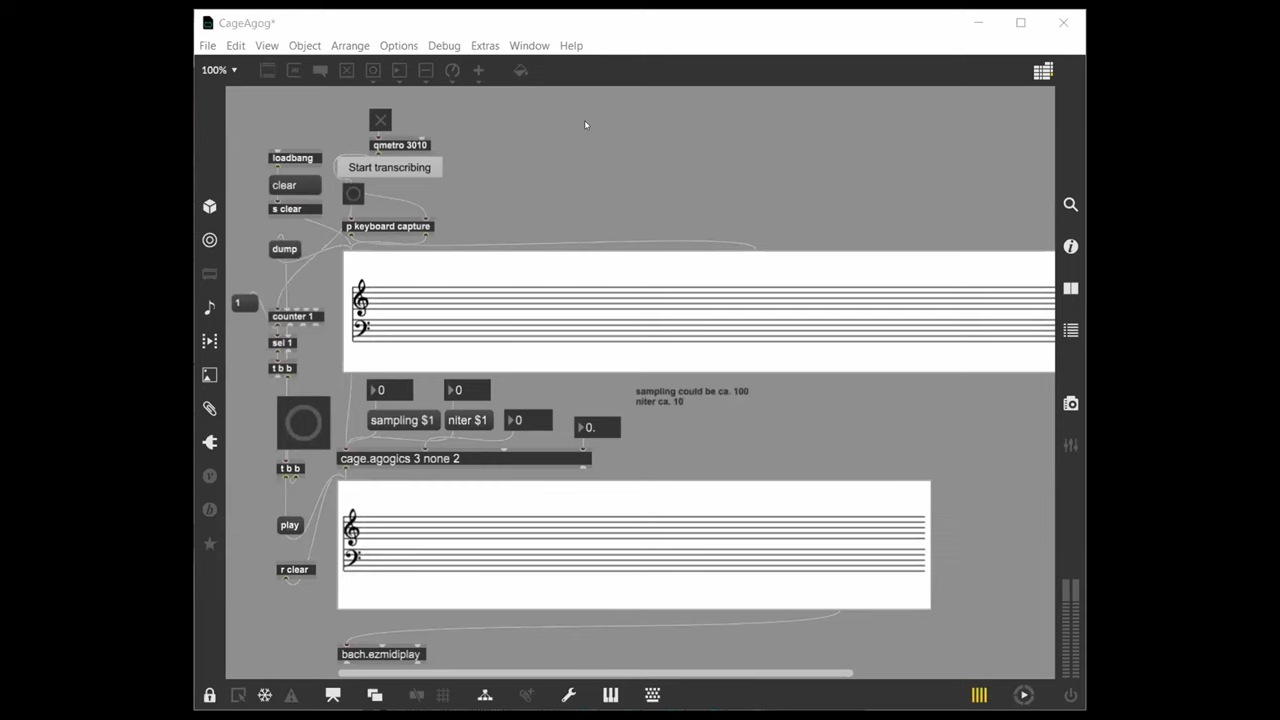 CageAgog*
File Edit View Object Arrange Options Debug Extras Window Help
100%
qmetro 3010
loadbang
Start transcribing
clear
s clear
p keyboard capture
dump
1
counter 1
sel 1
t b b
0
0
sampling could be ca. 100
niter ca. 10
sampling $1
niter $1
0
0.
cage.agogics 3 none 2
t b b
play
r clear
bach.ezmidiplay